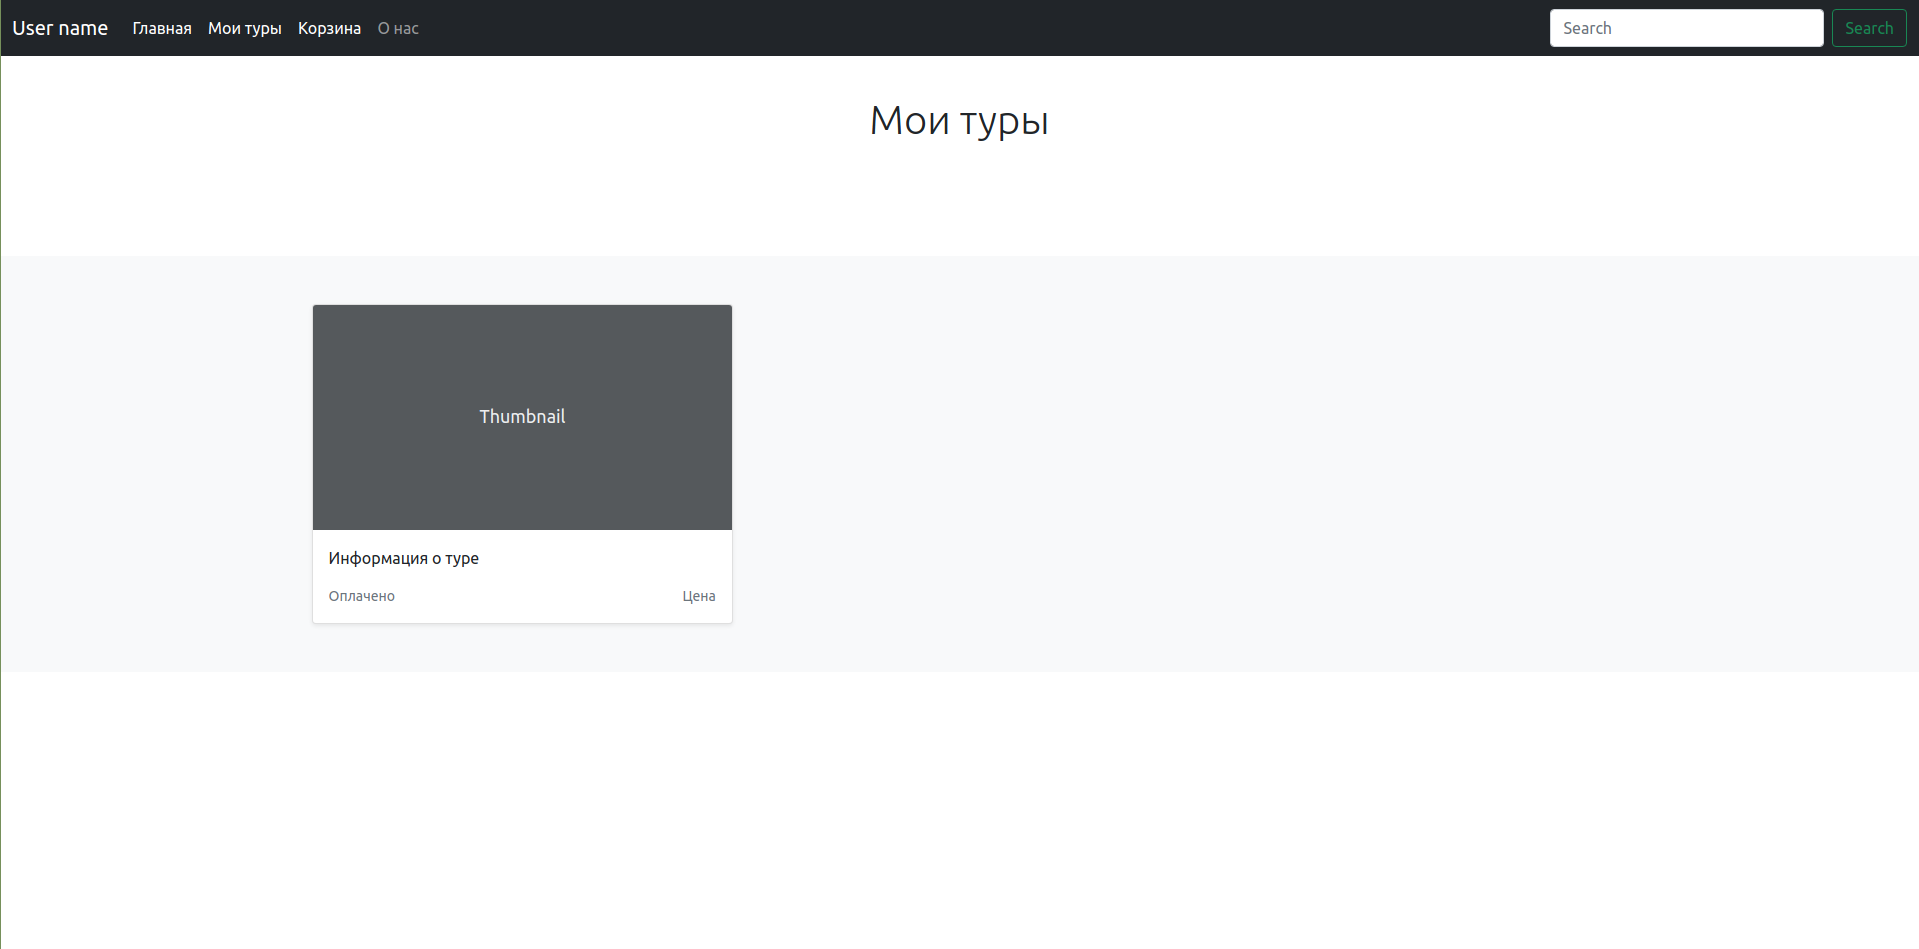 User name Главная Мои туры Корзина О нас Search Search
Мои туры
Thumbnail
Информация о туре
Оплачено Цена